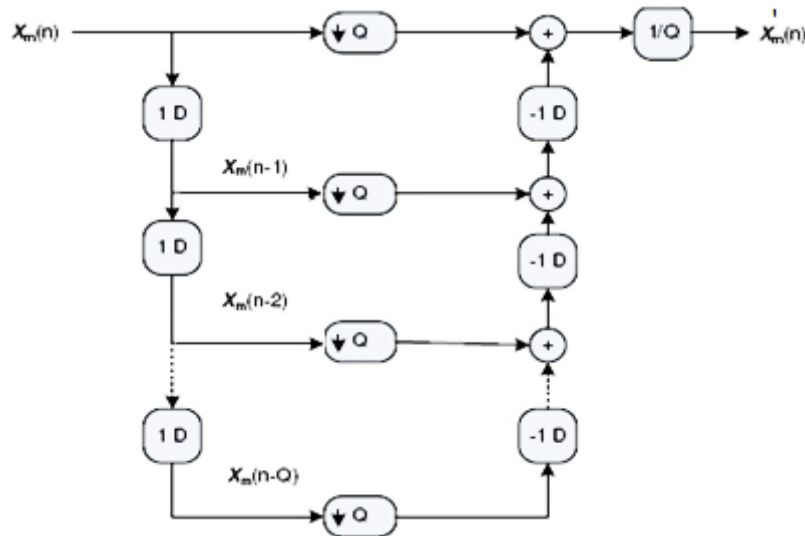 Xm(n) ↓ Q + 1/Q X'm(n)
1 D -1 D
Xm(n-1) ↓ Q +
1 D -1 D
Xm(n-2) ↓ Q +
1 D -1 D
Xm(n-Q) ↓ Q